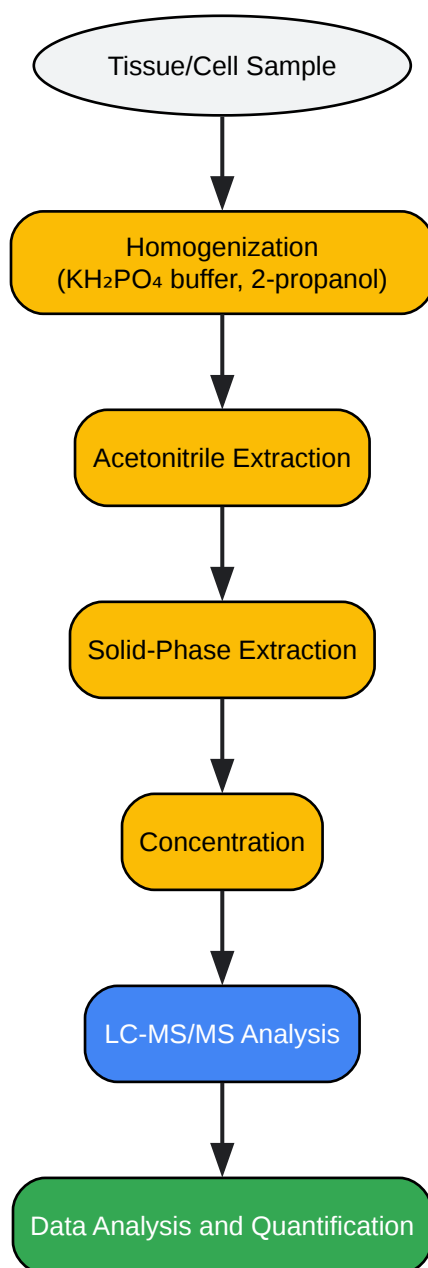 Tissue/Cell Sample
Homogenization
(KH₂PO₄ buffer, 2-propanol)
Acetonitrile Extraction
Solid-Phase Extraction
Concentration
LC-MS/MS Analysis
Data Analysis and Quantification